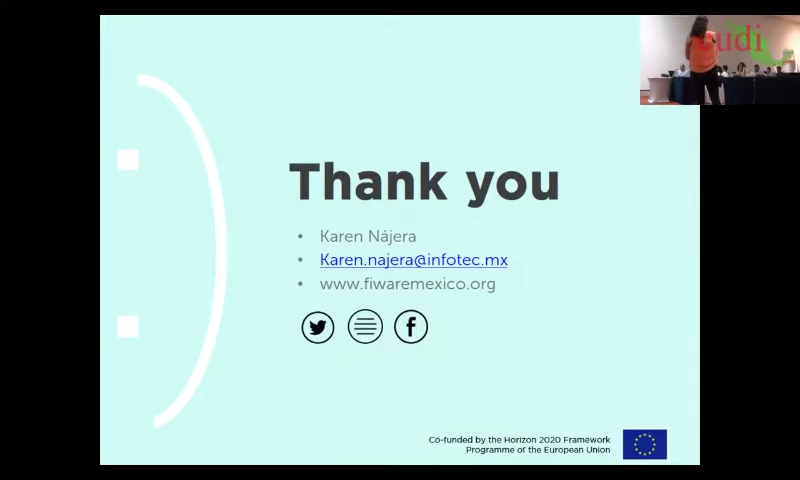 cudi
Thank you
• Karen Nájera
• Karen.najera@infotec.mx
• www.fiwaremexico.org
Co-funded by the Horizon 2020 Framework
Programme of the European Union